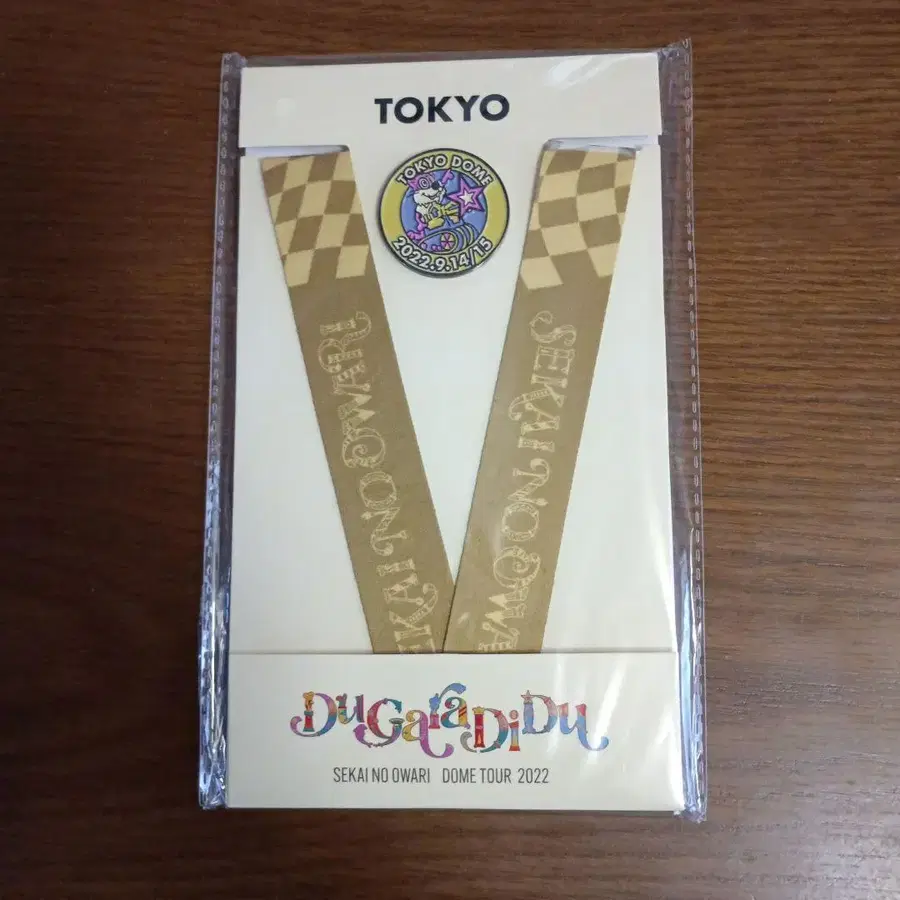 TOKYO
TOKYO DOME
2022.9.14/15
SEKAI NO OWARI
SEKAI NO OWA
DuGaraDiDu
SEKAI NO OWARI DOME TOUR 2022